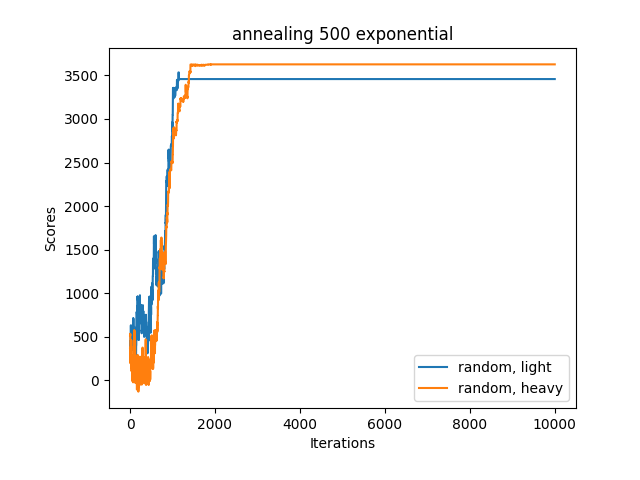 annealing 500 exponential
3500
3000
2500
2000
1500
1000
500
0
Scores
0
2000
4000
6000
8000
10000
Iterations
random, light
random, heavy